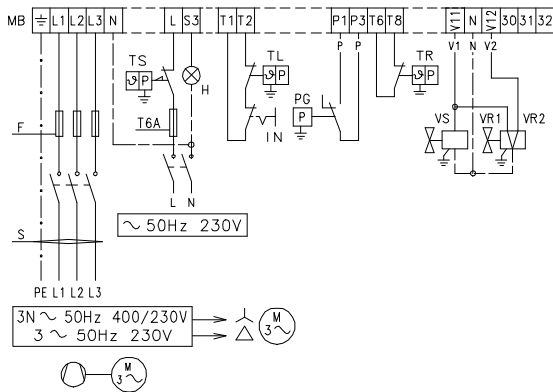 MB L1 L2 L3 N L S3 T1 T2 P1 P3 T6 T8 V11 N V12 30 31 32
P P V1 N V2
TS ϑ P
H
TL ϑ P
TR ϑ P
PG P
F
T6A
IN
VS VR1 VR2
L N
∼ 50Hz 230V
S
PE L1 L2 L3
3N ∼ 50Hz 400/230V
3 ∼ 50Hz 230V
M 3∼
M 3∼